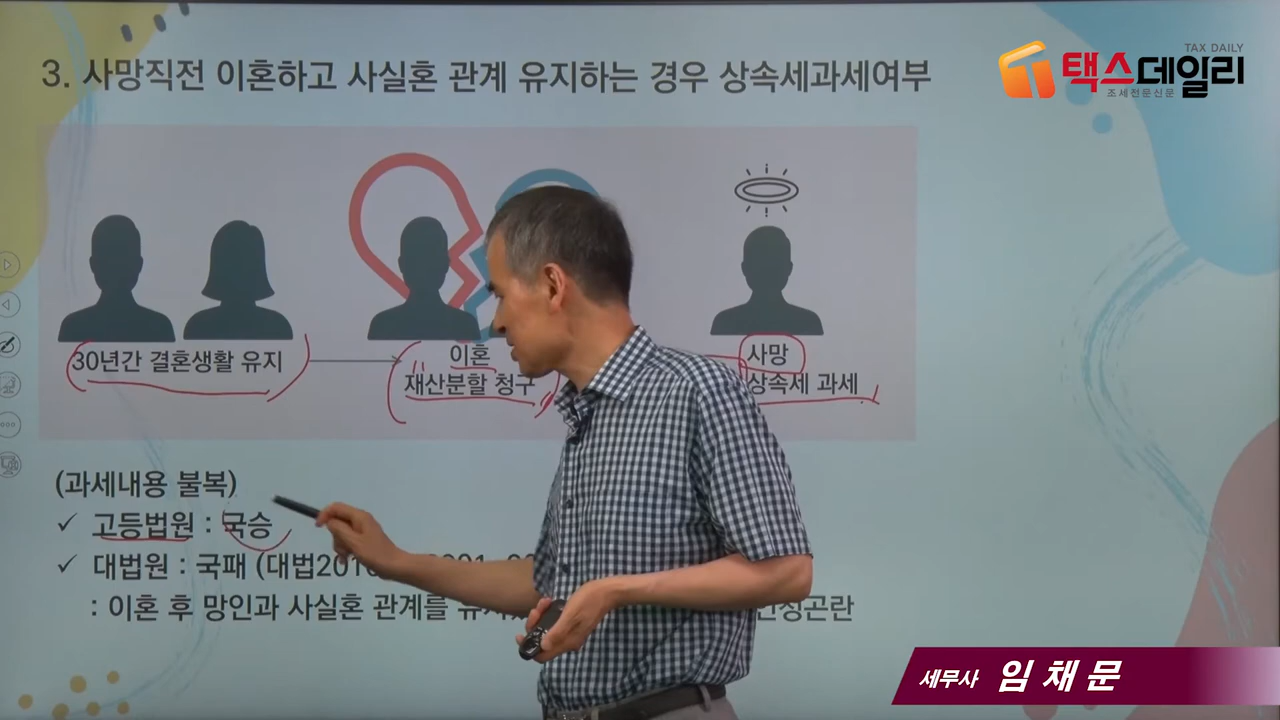 3. 사망직전 이혼하고 사실혼 관계 유지하는 경우 상속세과세여부
TAX DAILY
택스데일리
조세전문신문
30년간 결혼생활 유지
이혼
재산분할 청구
사망
상속세 과세
(과세내용 불복)
✓ 고등법원 : 국승
✓ 대법원 : 국패 (대법201
: 이혼 후 망인과 사실혼 관계를 유지
곤란
세무사 임채문